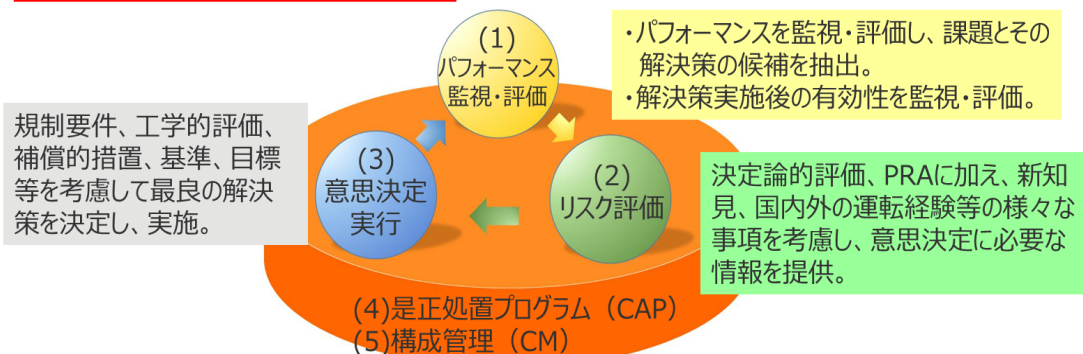 (1)
パフォーマンス
監視・評価
・パフォーマンスを監視・評価し、課題とその
解決策の候補を抽出。
・解決策実施後の有効性を監視・評価。
規制要件、工学的評価、
補償的措置、基準、目標
等を考慮して最良の解決
策を決定し、実施。
(3)
意思決定
実行
(2)
リスク評価
決定論的評価、PRAに加え、新知
見、国内外の運転経験等の様々な
事項を考慮し、意思決定に必要な
情報を提供。
(4)是正処置プログラム（CAP）
(5)構成管理（CM）